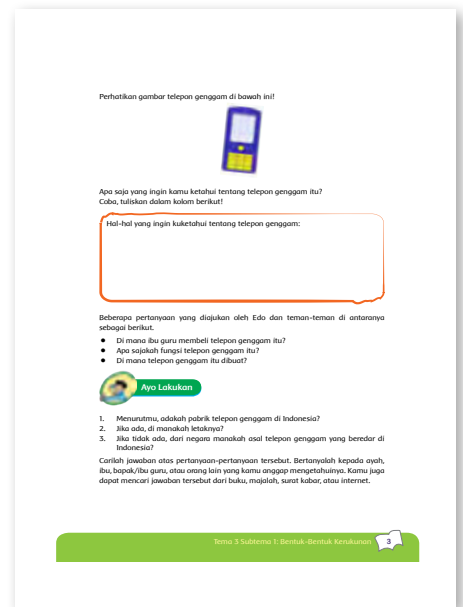 Perhatikan gambar telepon genggam di bawah ini!
Apa saja yang ingin kamu ketahui tentang telepon genggam itu?
Coba, tuliskan dalam kolom berikut!
Hal-hal yang ingin kuketahui tentang telepon genggam:
Beberapa pertanyaan yang diajukan oleh Edo dan teman-teman di antaranya
sebagai berikut.
• Di mana ibu guru membeli telepon genggam itu?
• Apa sajakah fungsi telepon genggam itu?
• Di mana telepon genggam itu dibuat?
Ayo Lakukan
1. Menurutmu, adakah pabrik telepon genggam di Indonesia?
2. Jika ada, di manakah letaknya?
3. Jika tidak ada, dari negara manakah asal telepon genggam yang beredar di
Indonesia?
Carilah jawaban atas pertanyaan-pertanyaan tersebut. Bertanyalah kepada ayah,
ibu, bapak/ibu guru, atau orang lain yang kamu anggap mengetahuinya. Kamu juga
dapat mencari jawaban tersebut dari buku, majalah, surat kabar, atau internet.
Tema 3 Subtema 1: Bentuk-Bentuk Kerukunan 3